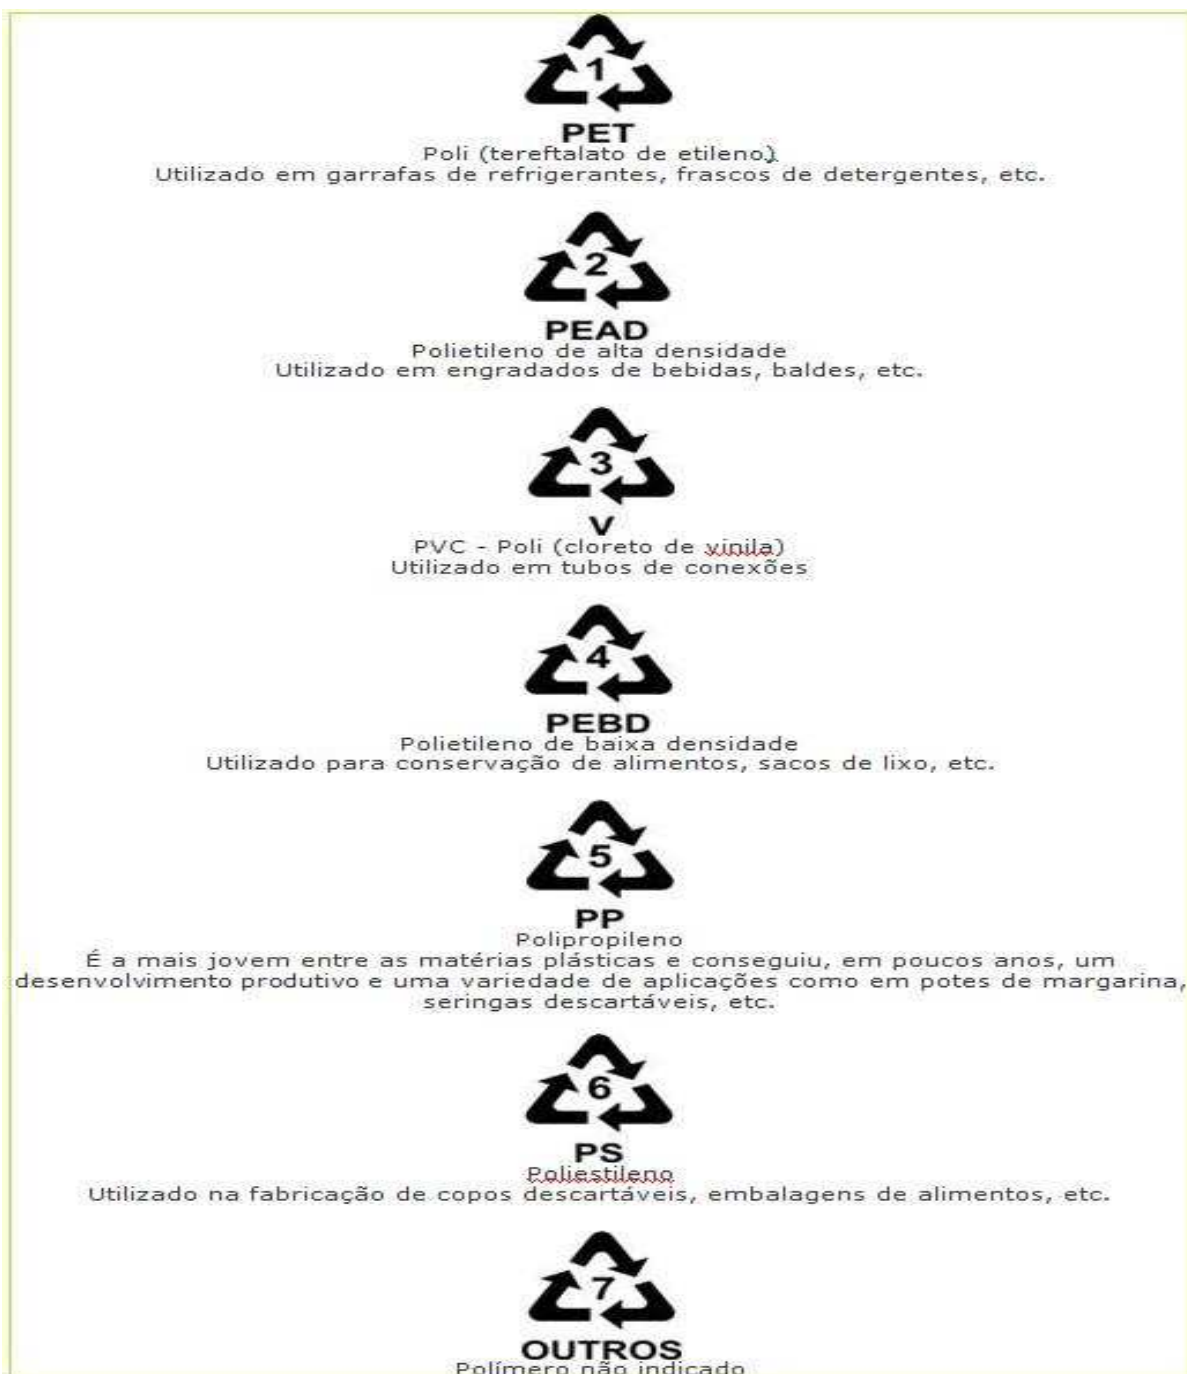 1
PET
Poli (tereftalato de etileno)
Utilizado em garrafas de refrigerantes, frascos de detergentes, etc.
2
PEAD
Polietileno de alta densidade
Utilizado em engradados de bebidas, baldes, etc.
3
V
PVC - Poli (cloreto de vinila)
Utilizado em tubos de conexões
4
PEBD
Polietileno de baixa densidade
Utilizado para conservação de alimentos, sacos de lixo, etc.
5
PP
Polipropileno
É a mais jovem entre as matérias plásticas e conseguiu, em poucos anos, um
desenvolvimento produtivo e uma variedade de aplicações como em potes de margarina,
seringas descartáveis, etc.
6
PS
Poliestileno
Utilizado na fabricação de copos descartáveis, embalagens de alimentos, etc.
7
OUTROS
Polímero não indicado